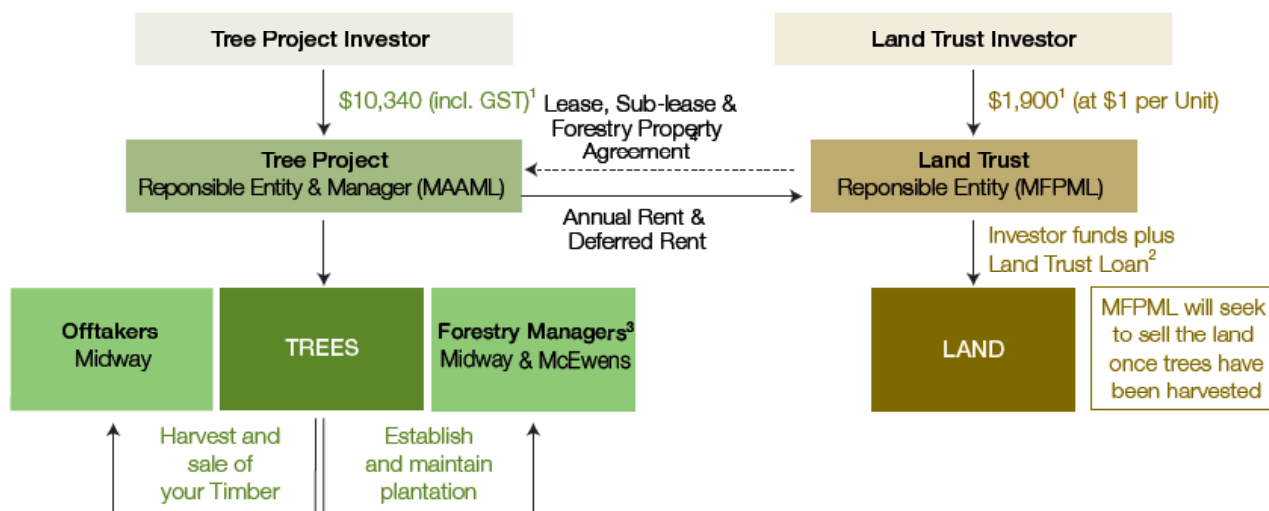 Tree Project Investor
Land Trust Investor
$10,340 (incl. GST)¹
Lease, Sub-lease &
Forestry Property
Agreement⁴
$1,900¹ (at $1 per Unit)
Tree Project
Reponsible Entity & Manager (MAAML)
Land Trust
Reponsible Entity (MFPML)
Annual Rent &
Deferred Rent
Investor funds plus
Land Trust Loan²
Offtakers
Midway
TREES
Forestry Managers³
Midway & McEwens
LAND
MFPML will seek
to sell the land
once trees have
been harvested
Harvest and
sale of
your Timber
Establish
and maintain
plantation